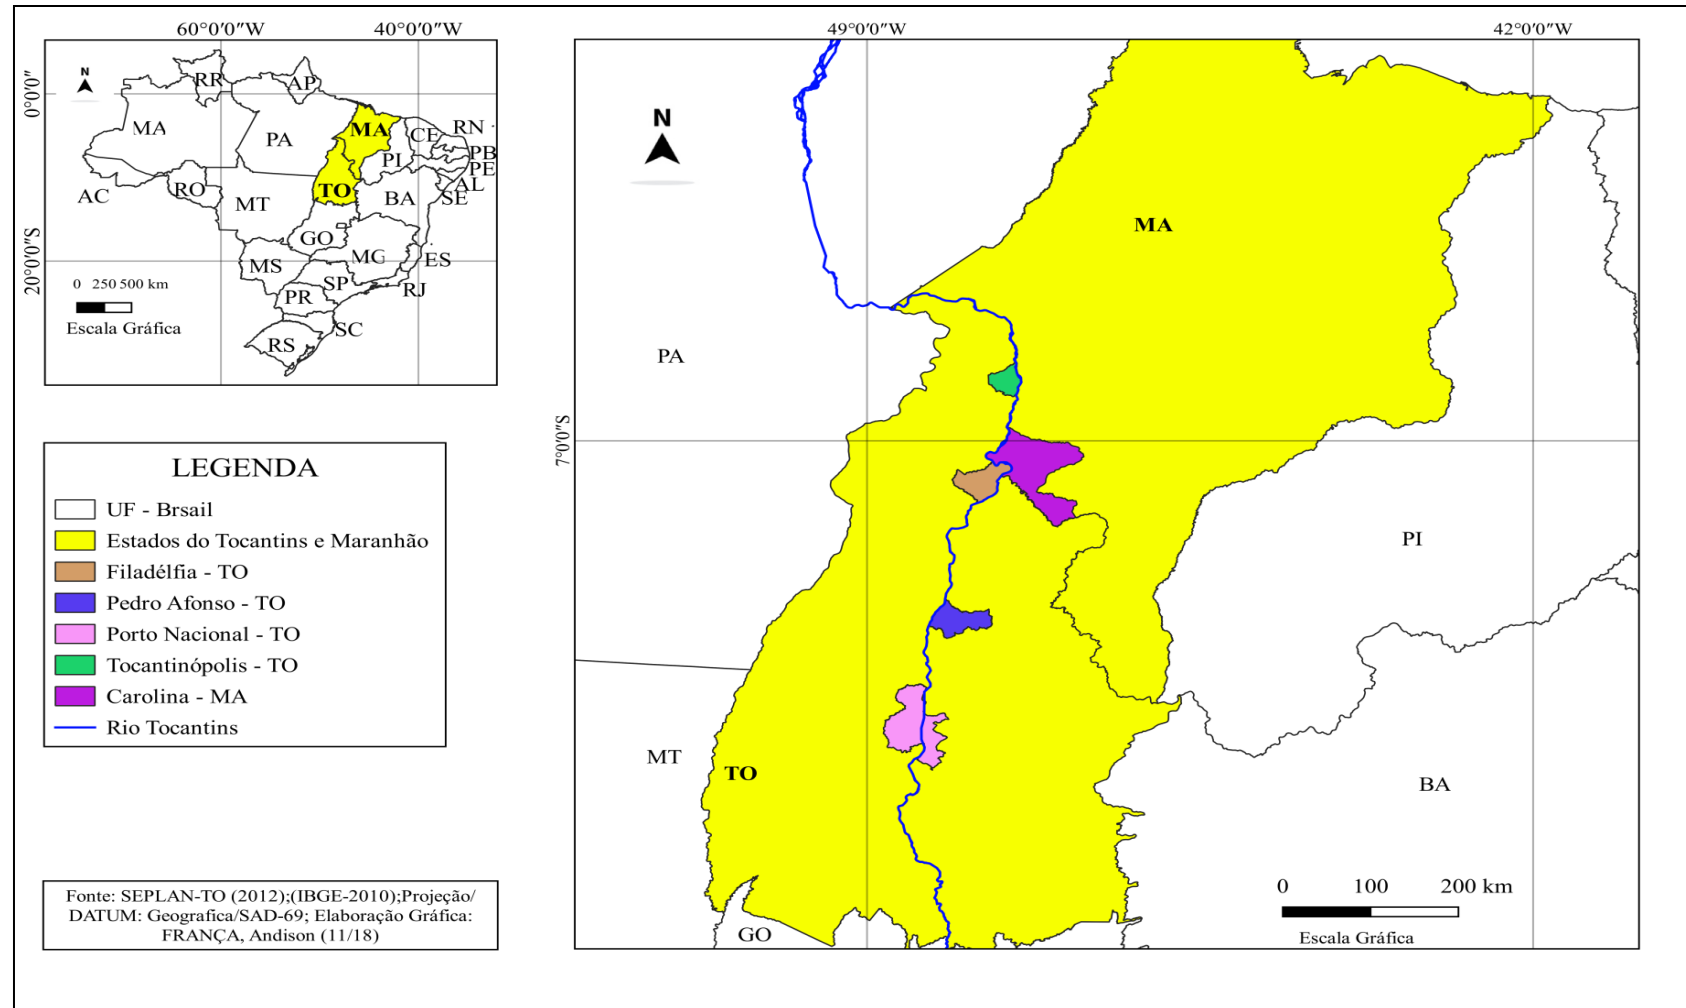 60°0'0"W 40°0'0"W
0°0'0"
20°0'0"S
N
RR
AP
MA
PA
MA
CE
RN
PB
PI
PE
AL
SE
AC
RO
TO
BA
MT
GO
MG
ES
MS
SP
RJ
PR
SC
RS
0 250 500 km
Escala Gráfica
LEGENDA
UF - Brsail
Estados do Tocantins e Maranhão
Filadélfia - TO
Pedro Afonso - TO
Porto Nacional - TO
Tocantinópolis - TO
Carolina - MA
Rio Tocantins
Fonte: SEPLAN-TO (2012);(IBGE-2010);Projeção/
DATUM: Geografica/SAD-69; Elaboração Gráfica:
FRANÇA, Andison (11/18)
49°0'0"W 42°0'0"W
7°0'0"S
N
MA
PA
PI
MT
TO
BA
GO
0 100 200 km
Escala Gráfica